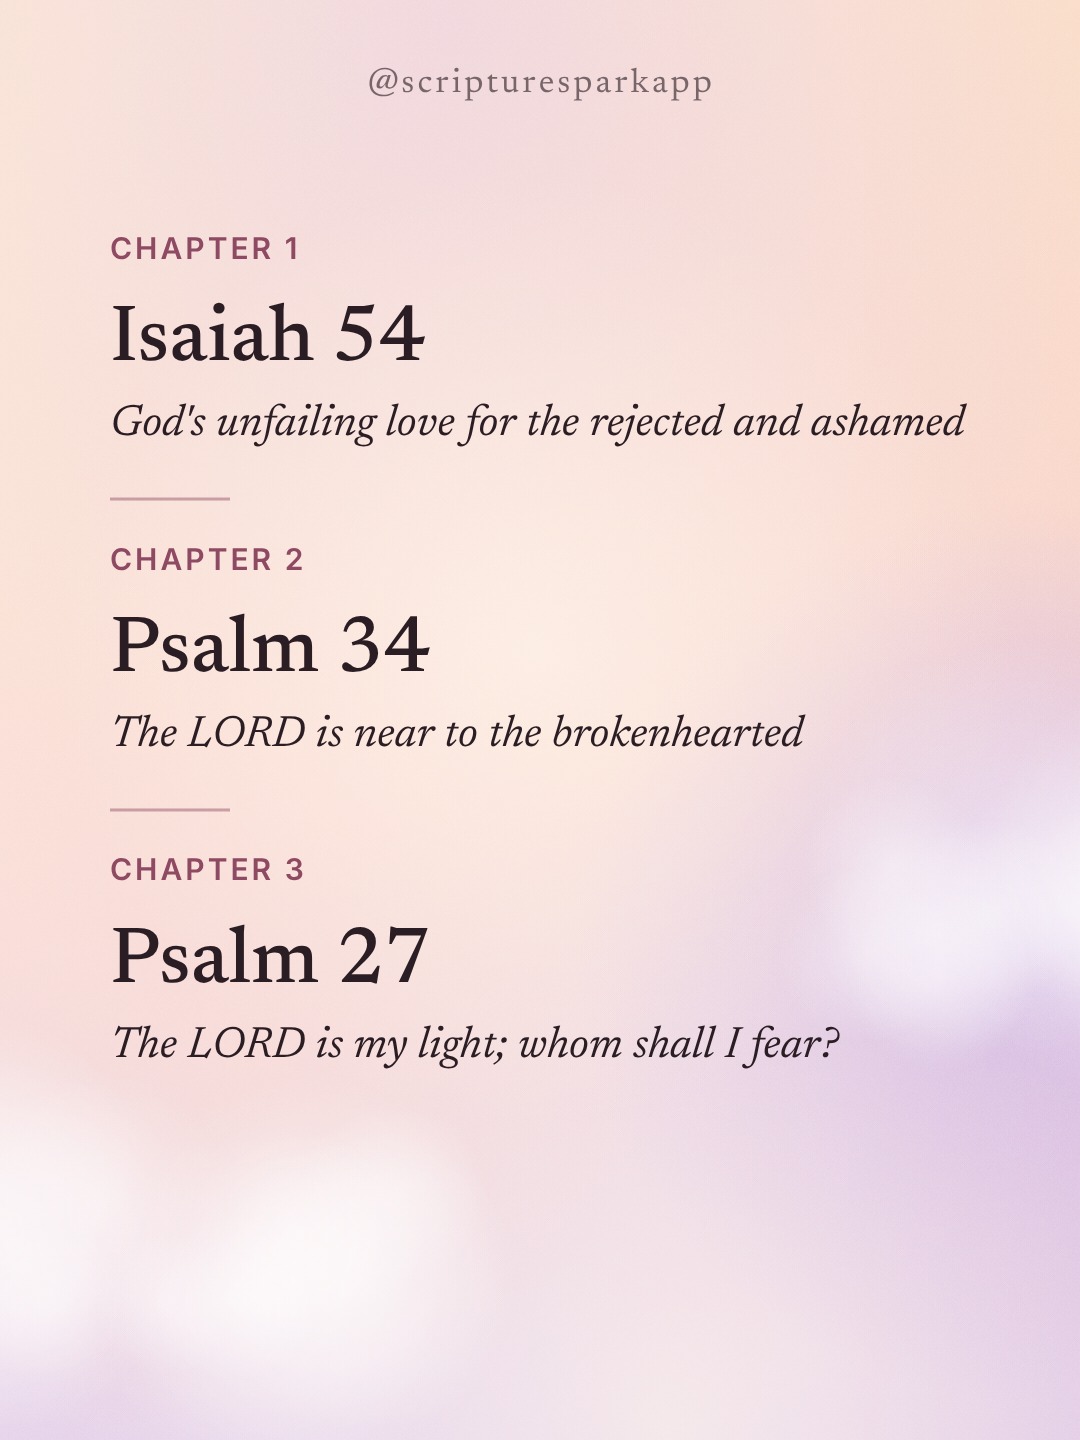 @scripturesparkapp
CHAPTER 1
Isaiah 54
God's unfailing love for the rejected and ashamed
CHAPTER 2
Psalm 34
The LORD is near to the brokenhearted
CHAPTER 3
Psalm 27
The LORD is my light; whom shall I fear?